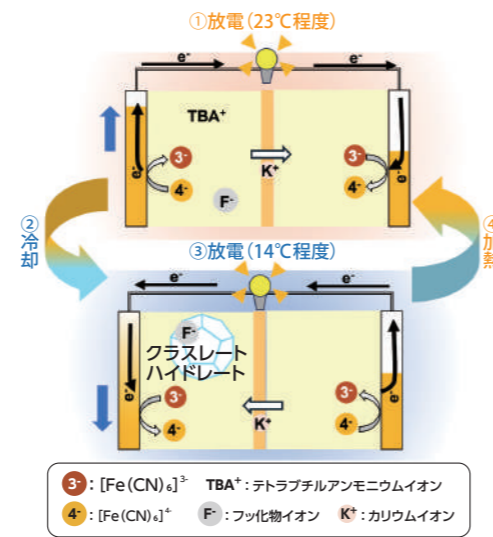 ①放電(23℃程度)
e⁻ e⁻
TBA⁺
3- 3-
e⁻ K⁺ e⁻
4- 4-
F⁻
②冷却
④加熱
③放電(14℃程度)
e⁻ e⁻
F⁻
クラスレート
ハイドレート
e⁻ 3- 3- e⁻
4- K⁺ 4-
3-：[Fe(CN)₆]³⁻ TBA⁺：テトラブチルアンモニウムイオン
4-：[Fe(CN)₆]⁴⁻ F⁻：フッ化物イオン K⁺：カリウムイオン